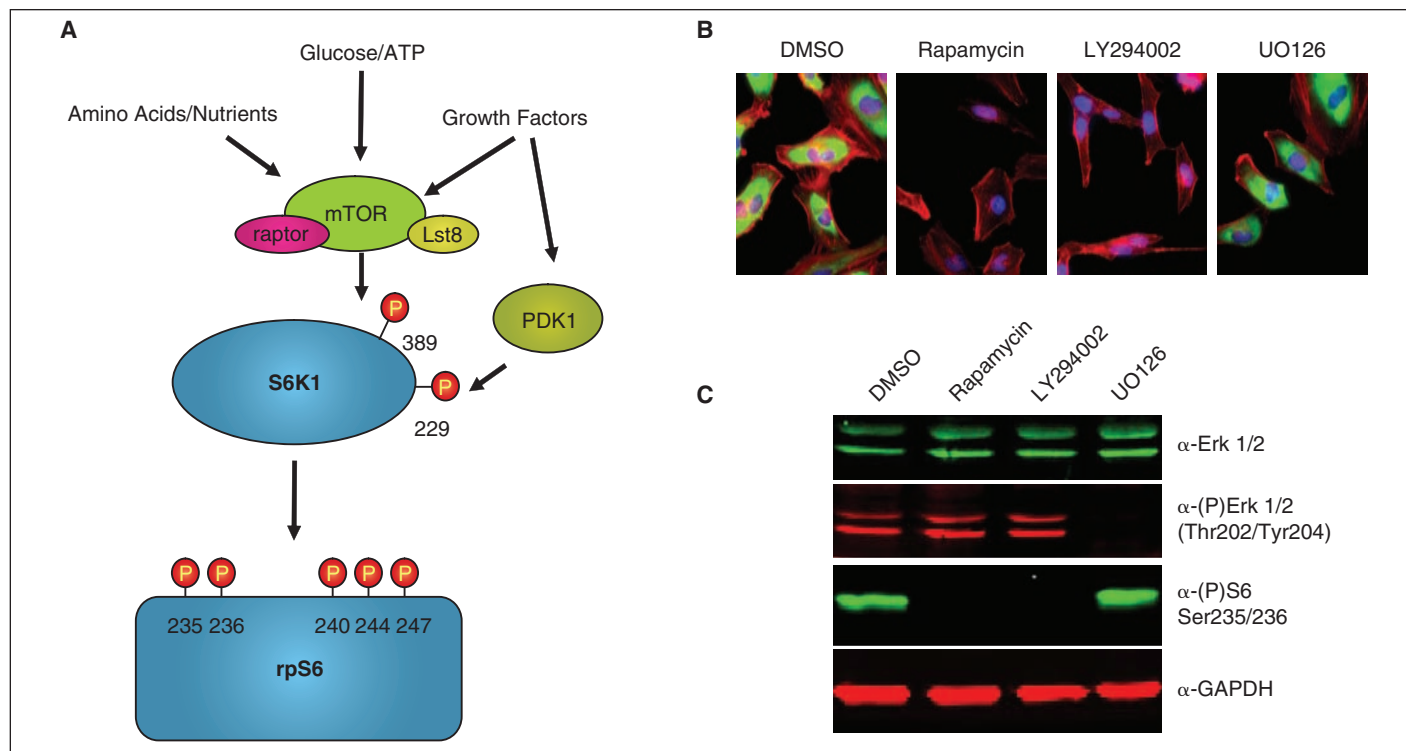 A
Glucose/ATP
Amino Acids/Nutrients
Growth Factors
mTOR
raptor
Lst8
P
389
PDK1
S6K1
P
229
P P P P P
235 236 240 244 247
rpS6
B
DMSO Rapamycin LY294002 UO126
C
DMSO Rapamycin LY294002 UO126
α-Erk 1/2
α-(P)Erk 1/2
(Thr202/Tyr204)
α-(P)S6
Ser235/236
α-GAPDH